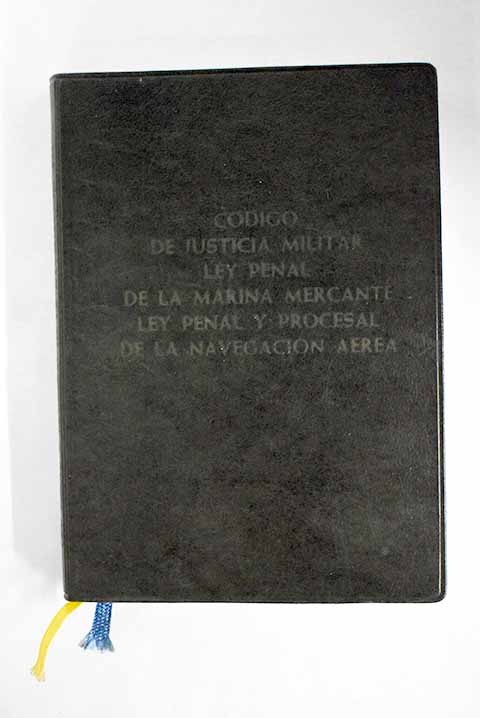 CODIGO
DE JUSTICIA MILITAR
LEY PENAL
DE LA MARINA MERCANTE
LEY PENAL Y PROCESAL
DE LA NAVEGACION AEREA